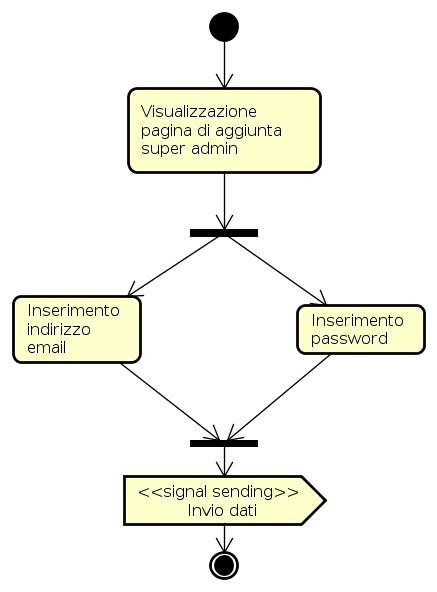 Visualizzazione
pagina di aggiunta
super admin
Inserimento
indirizzo
email
Inserimento
password
<<signal sending>>
Invio dati